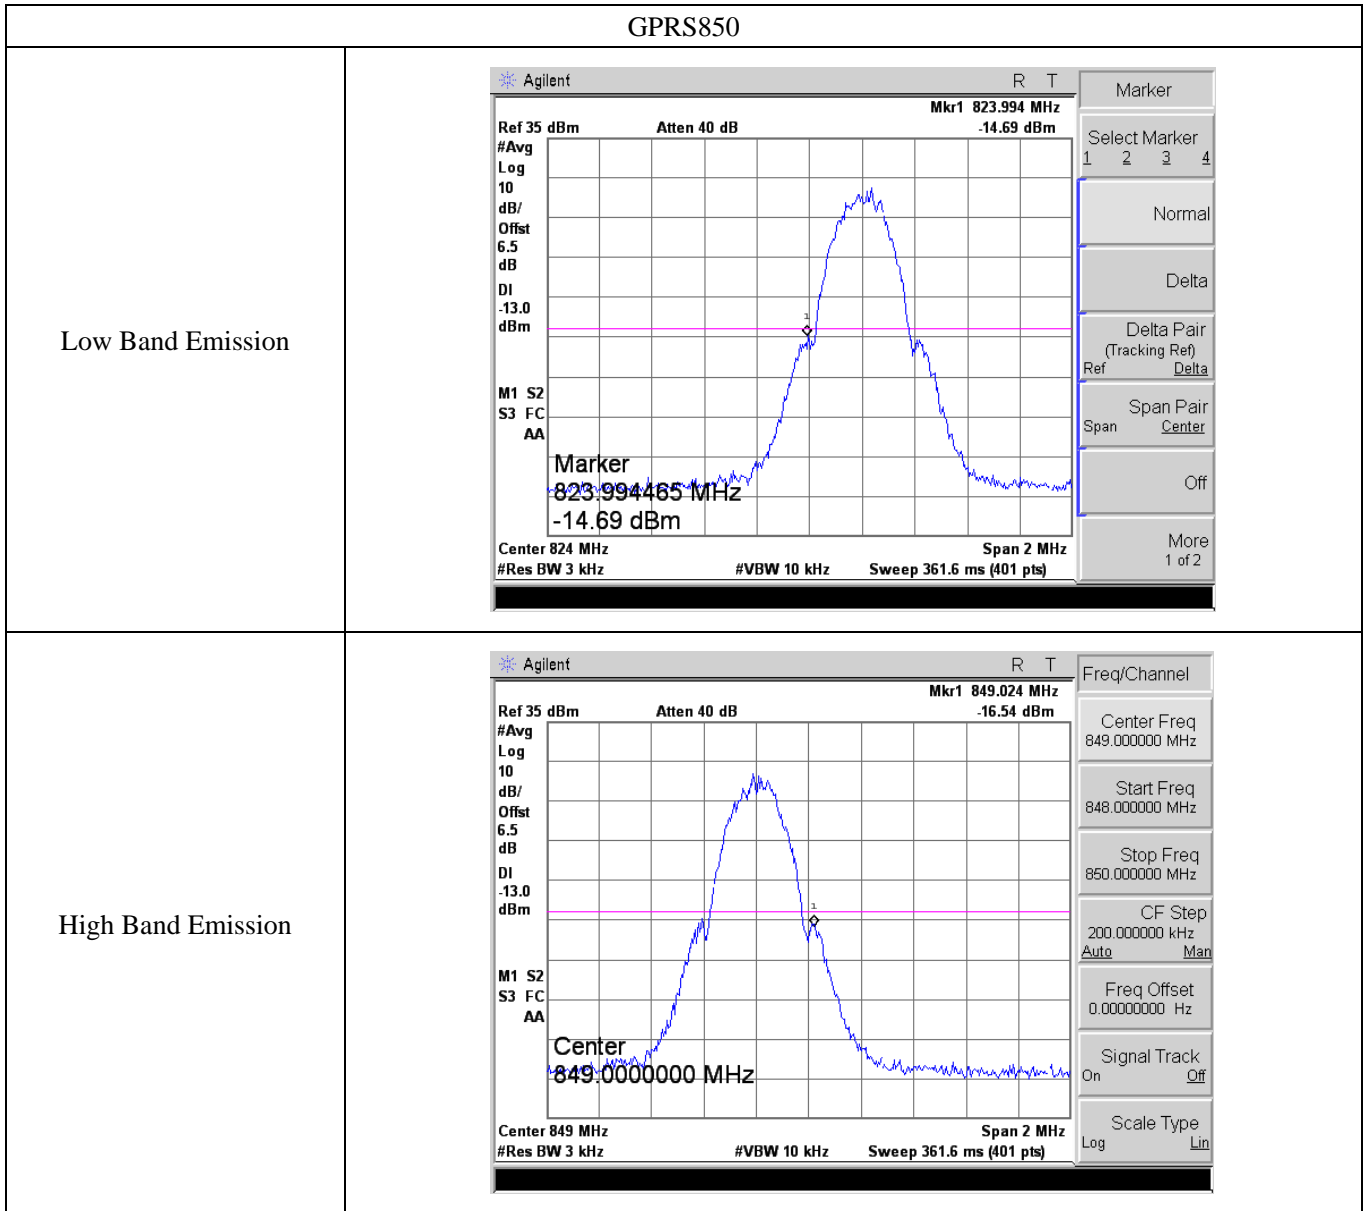 GPRS850
Low Band Emission
Agilent R T
Mkr1 823.994 MHz
Ref 35 dBm Atten 40 dB -14.69 dBm
#Avg
Log
10
dB/
Offst
6.5
dB
DI
-13.0
dBm
1
M1 S2
S3 FC
AA
Marker
823.994465 MHz
-14.69 dBm
Center 824 MHz Span 2 MHz
#Res BW 3 kHz #VBW 10 kHz Sweep 361.6 ms (401 pts)
Marker
Select Marker
1 2 3 4
Normal
Delta
Delta Pair
(Tracking Ref)
Ref Delta
Span Pair
Span Center
Off
More
1 of 2
High Band Emission
Agilent R T
Mkr1 849.024 MHz
Ref 35 dBm Atten 40 dB -16.54 dBm
#Avg
Log
10
dB/
Offst
6.5
dB
DI
-13.0
dBm
1
M1 S2
S3 FC
AA
Center
849.0000000 MHz
Center 849 MHz Span 2 MHz
#Res BW 3 kHz #VBW 10 kHz Sweep 361.6 ms (401 pts)
Freq/Channel
Center Freq
849.000000 MHz
Start Freq
848.000000 MHz
Stop Freq
850.000000 MHz
CF Step
200.000000 kHz
Auto Man
Freq Offset
0.00000000 Hz
Signal Track
On Off
Scale Type
Log Lin